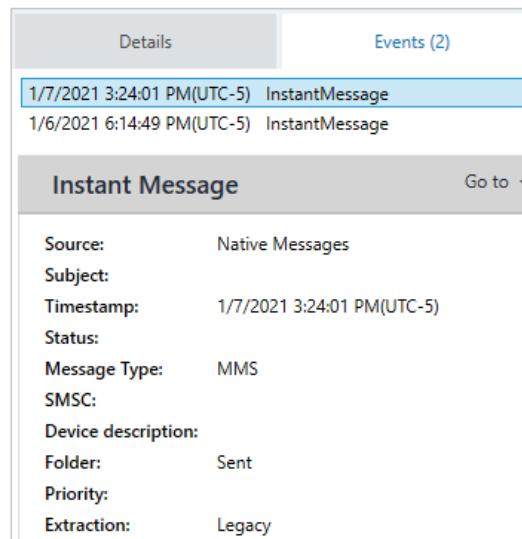 Details Events (2)
1/7/2021 3:24:01 PM(UTC-5) InstantMessage
1/6/2021 6:14:49 PM(UTC-5) InstantMessage
Instant Message Go to
Source: Native Messages
Subject:
Timestamp: 1/7/2021 3:24:01 PM(UTC-5)
Status:
Message Type: MMS
SMSC:
Device description:
Folder: Sent
Priority:
Extraction: Legacy